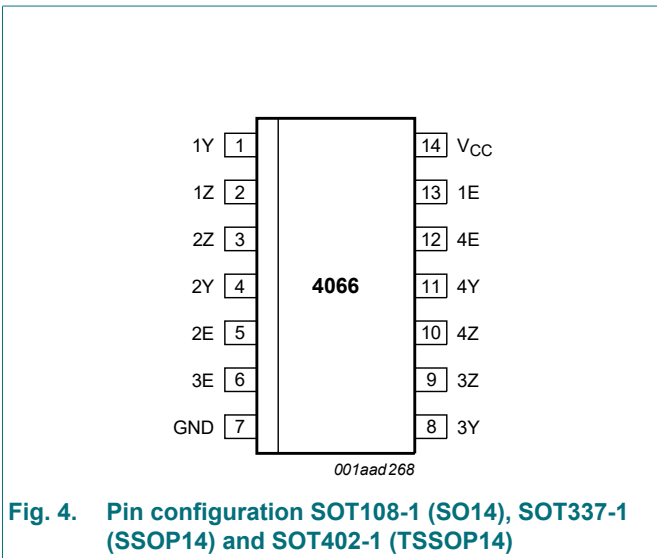 1Y 1 14 VCC
1Z 2 13 1E
2Z 3 12 4E
2Y 4 4066 11 4Y
2E 5 10 4Z
3E 6 9 3Z
GND 7 8 3Y
001aad268
Fig. 4. Pin configuration SOT108-1 (SO14), SOT337-1
(SSOP14) and SOT402-1 (TSSOP14)